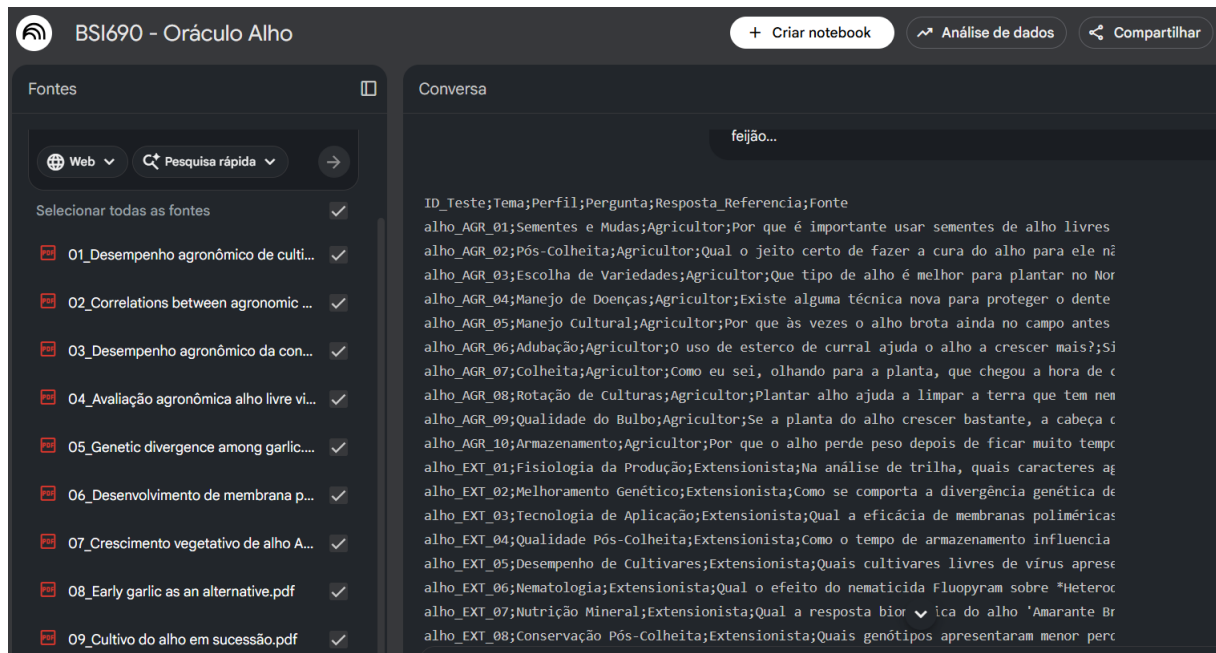 BSI690 - Oráculo Alho
+ Criar notebook
Análise de dados
Compartilhar
Fontes
Web
Pesquisa rápida
Selecionar todas as fontes
01_Desempenho agronômico de culti...
02_Correlations between agronomic ...
03_Desempenho agronômico da con...
04_Avaliação agronômica alho livre vi...
05_Genetic divergence among garlic....
06_Desenvolvimento de membrana p...
07_Crescimento vegetativo de alho A...
08_Early garlic as an alternative.pdf
09_Cultivo do alho em sucessão.pdf
Conversa
feijão...
ID_Teste;Tema;Perfil;Pergunta;Resposta_Referencia;Fonte
alho_AGR_01;Sementes e Mudas;Agricultor;Por que é importante usar sementes de alho livres
alho_AGR_02;Pós-Colheita;Agricultor;Qual o jeito certo de fazer a cura do alho para ele
alho_AGR_03;Escolha de Variedades;Agricultor;Que tipo de alho é melhor para plantar no
alho_AGR_04;Manejo de Doenças;Agricultor;Existe alguma técnica nova para proteger o dente
alho_AGR_05;Manejo Cultural;Agricultor;Por que às vezes o alho brota ainda no campo antes
alho_AGR_06;Adubação;Agricultor;O uso de esterco de curral ajuda o alho a crescer mais?;Si
alho_AGR_07;Colheita;Agricultor;Como eu sei, olhando para a planta, que chegou a hora de
alho_AGR_08;Rotação de Culturas;Agricultor;Plantar alho ajuda a limpar a terra que tem
alho_AGR_09;Qualidade do Bulbo;Agricultor;Se a planta do alho crescer bastante, a cabeça
alho_AGR_10;Armazenamento;Agricultor;Por que o alho perde peso depois de ficar muito
alho_EXT_01;Fisiologia da Produção;Extensionista;Na análise de trilha, quais caracteres
alho_EXT_02;Melhoramento Genético;Extensionista;Como se comporta a divergência genética
alho_EXT_03;Tecnologia de Aplicação;Extensionista;Qual a eficácia de membranas
alho_EXT_04;Qualidade Pós-Colheita;Extensionista;Como o tempo de armazenamento influencia
alho_EXT_05;Desempenho de Cultivares;Extensionista;Quais cultivares livres de vírus
alho_EXT_06;Nematologia;Extensionista;Qual o efeito do nematicida Fluopyram sobre
alho_EXT_07;Nutrição Mineral;Extensionista;Qual a resposta do alho 'Amarante
alho_EXT_08;Conservação Pós-Colheita;Extensionista;Quais genótipos apresentaram menor